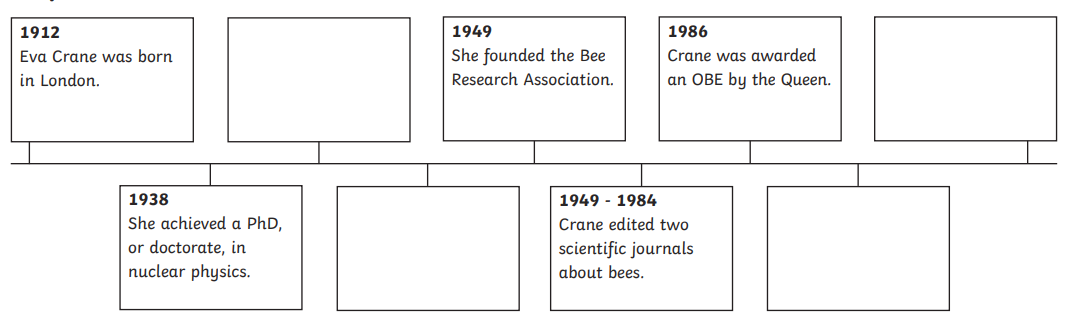 1912
Eva Crane was born
in London.
1938
She achieved a PhD,
or doctorate, in
nuclear physics.
1949
She founded the Bee
Research Association.
1949 - 1984
Crane edited two
scientific journals
about bees.
1986
Crane was awarded
an OBE by the Queen.